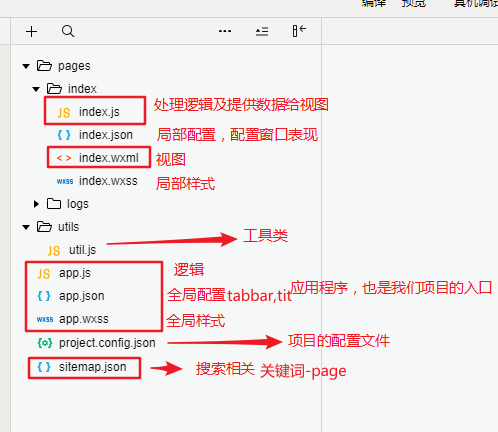 编译 预览 真机调试
pages
index
JS index.js 处理逻辑及提供数据给视图
{ } index.json 局部配置，配置窗口表现
< > index.wxml 视图
wxss index.wxss 局部样式
logs
utils
JS util.js 工具类
JS app.js 逻辑
{ } app.json 全局配置tabbar,tit 应用程序，也是我们项目的入口
wxss app.wxss 全局样式
{o} project.config.json 项目的配置文件
{ } sitemap.json 搜索相关 关键词-page